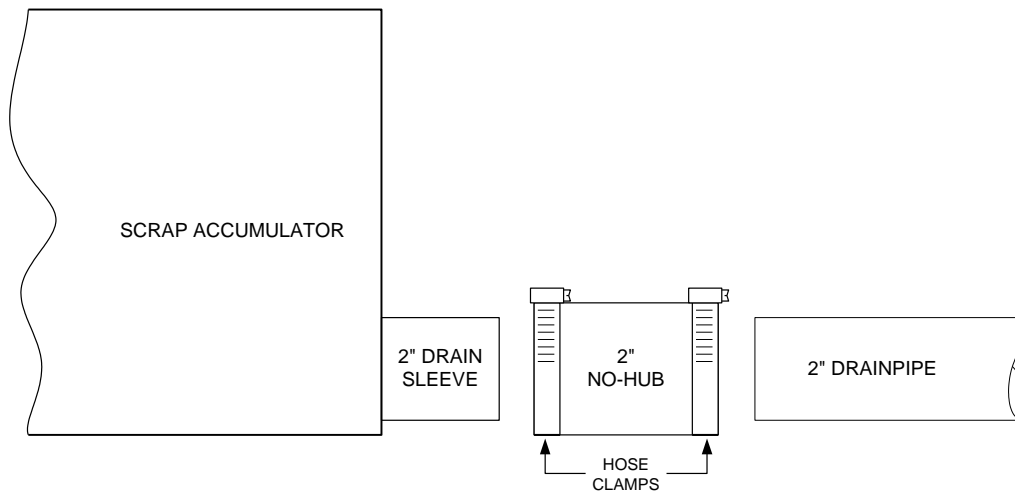 SCRAP ACCUMULATOR
2" DRAIN
SLEEVE
2"
NO-HUB
2" DRAINPIPE
HOSE
CLAMPS